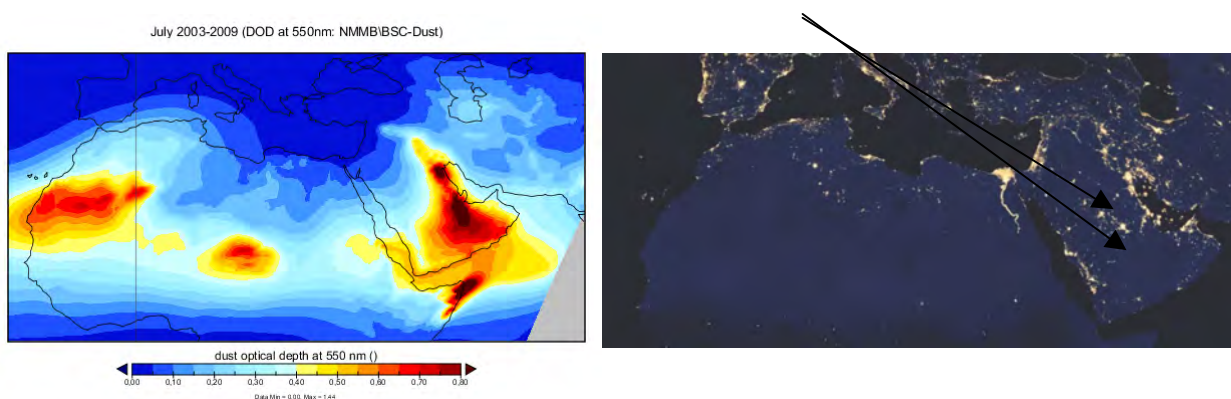 July 2003-2009 (DOD at 550nm: NMMB\BSC-Dust)
dust optical depth at 550 nm ()
0,00 0,10 0,20 0,30 0,40 0,50 0,60 0,70 0,80
Data Min = 0.00, Max = 1.44